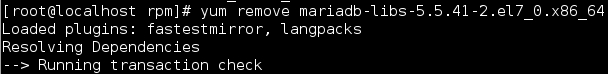 [root@localhost rpm]# yum remove mariadb-libs-5.5.41-2.el7_0.x86_64
Loaded plugins: fastestmirror, langpacks
Resolving Dependencies
--> Running transaction check